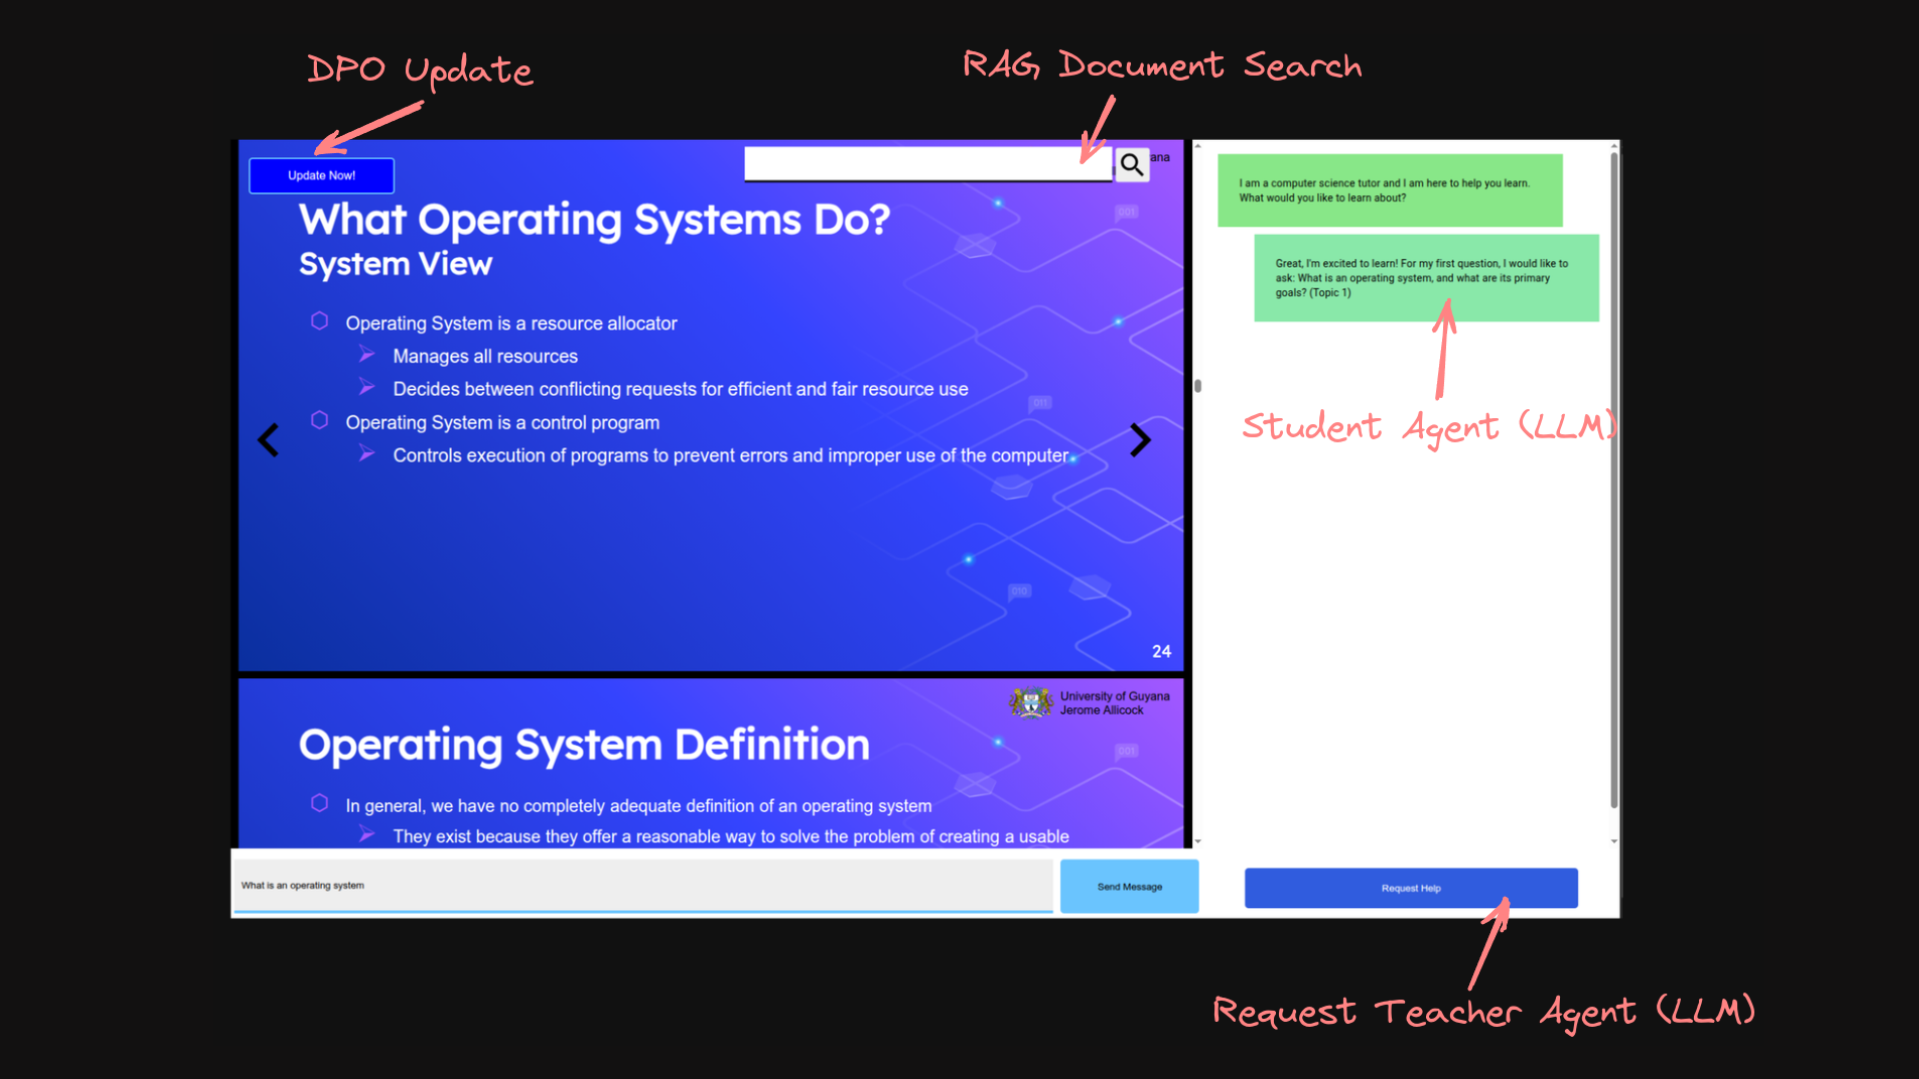 DPO Update
RAG Document Search
Update Now!
ana
What Operating Systems Do?
System View
001
Operating System is a resource allocator
Manages all resources
Decides between conflicting requests for efficient and fair resource use
011
Operating System is a control program
Controls execution of programs to prevent errors and improper use of the computer
010
24
University of Guyana
Jerome Allicock
Operating System Definition
001
In general, we have no completely adequate definition of an operating system
They exist because they offer a reasonable way to solve the problem of creating a usable
I am a computer science tutor and I am here to help you learn.
What would you like to learn about?
Great, I'm excited to learn! For my first question, I would like to
ask: What is an operating system, and what are its primary
goals? (Topic 1)
Student Agent (LLM)
What is an operating system
Send Message
Request Help
Request Teacher Agent (LLM)